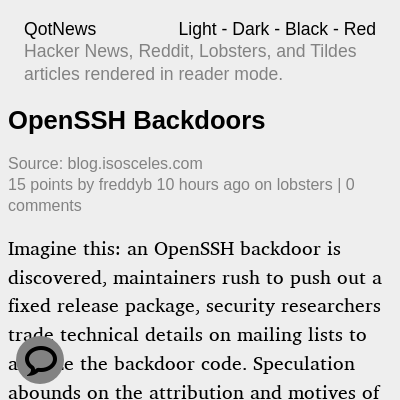 QotNews Light - Dark - Black - Red
Hacker News, Reddit, Lobsters, and Tildes
articles rendered in reader mode.
OpenSSH Backdoors
Source: blog.isosceles.com
15 points by freddyb 10 hours ago on lobsters | 0
comments
Imagine this: an OpenSSH backdoor is
discovered, maintainers rush to push out a
fixed release package, security researchers
trade technical details on mailing lists to
the backdoor code. Speculation
abounds on the attribution and motives of